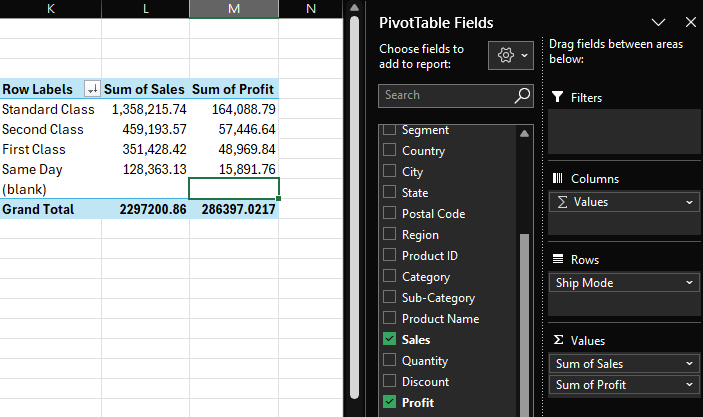 K L M N
Row Labels Sum of Sales Sum of Profit
Standard Class 1,358,215.74 164,088.79
Second Class 459,193.57 57,446.64
First Class 351,428.42 48,969.84
Same Day 128,363.13 15,891.76
(blank)
Grand Total 2297200.86 286397.0217
PivotTable Fields
Choose fields to
add to report:
Search
Segment
Country
City
State
Postal Code
Region
Product ID
Category
Sub-Category
Product Name
Sales
Quantity
Discount
Profit
Drag fields between areas
below:
Filters
Columns
Σ Values
Rows
Ship Mode
Σ Values
Sum of Sales
Sum of Profit